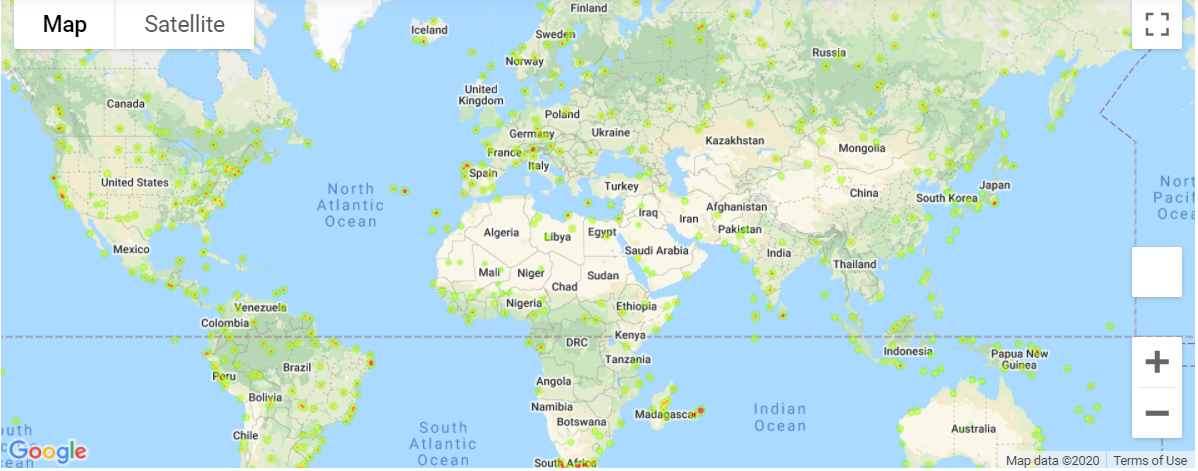 Map
Satellite
Finland
Iceland
Sweden
Russia
Norway
Canada
United
Kingdom
Poland
Germany
Ukraine
Kazakhstan
Mongolia
France
Italy
Spain
United States
North
Atlantic
Ocean
Turkey
China
Japan
South Korea
North
Pacific
Ocea
Afghanistan
Iraq
Iran
Pakistan
Algeria
Libya
Egypt
Saudi Arabia
India
Mexico
Mali
Niger
Chad
Sudan
Thailand
Nigeria
Ethiopia
Venezuela
Colombia
Kenya
DRC
Indonesia
Papua New
Guinea
Tanzania
Brazil
Peru
Angola
Bolivia
Namibia
Botswana
Madagascar
Indian
Ocean
South
Atlantic
Ocean
Australia
Chile
South Africa
Google
Map data ©2020
Terms of Use